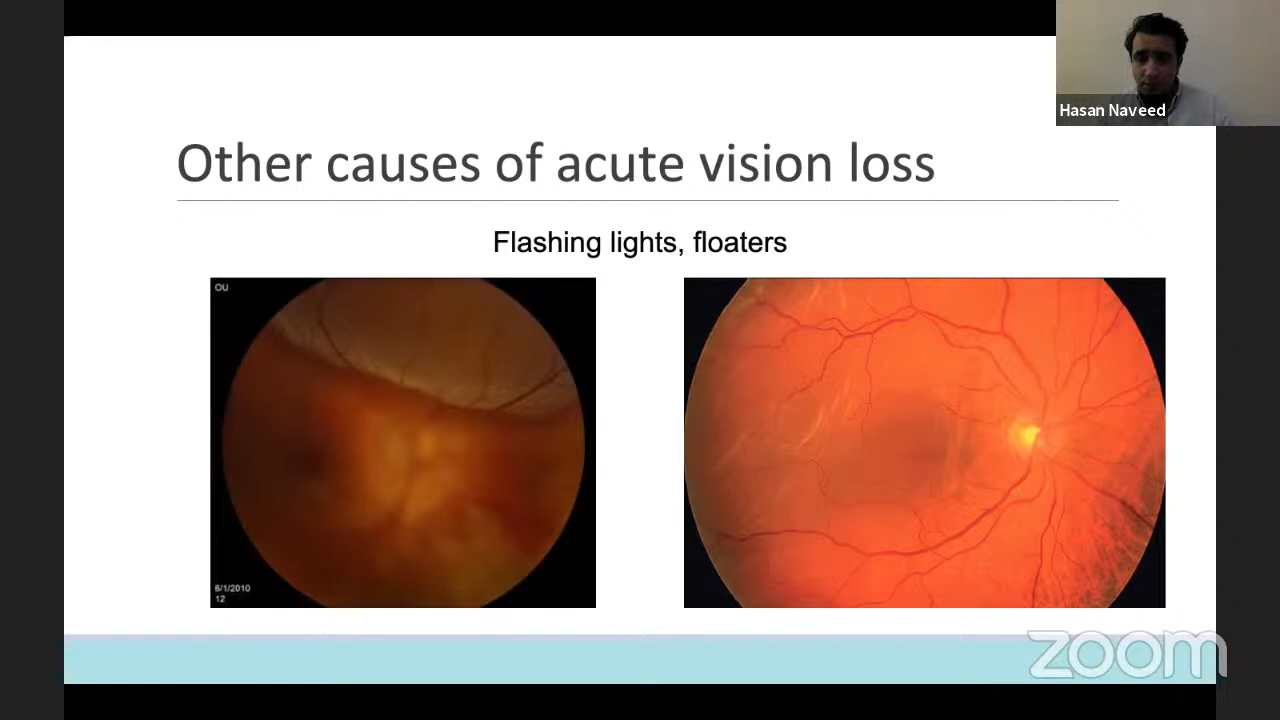 Hasan Naveed
Other causes of acute vision loss
Flashing lights, floaters
OU
6/1/2010
12
zoom